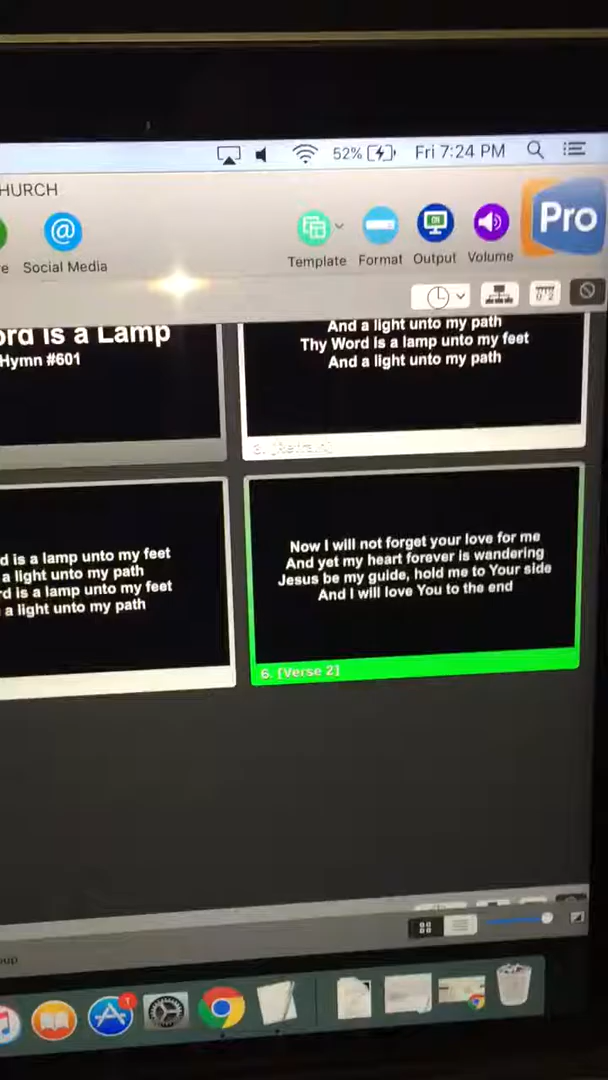 52% Fri 7:24 PM
HURCH
Pro
@
Social Media
Template Format Output Volume
ord is a Lamp
Hymn #601
And a light unto my path
Thy Word is a lamp unto my feet
And a light unto my path
d is a lamp unto my feet
a light unto my path
rd is a lamp unto my feet
a light unto my path
Now I will not forget your love for me
And yet my heart forever is wandering
Jesus be my guide, hold me to Your side
And I will love You to the end
6. [Verse 2]
oup
1